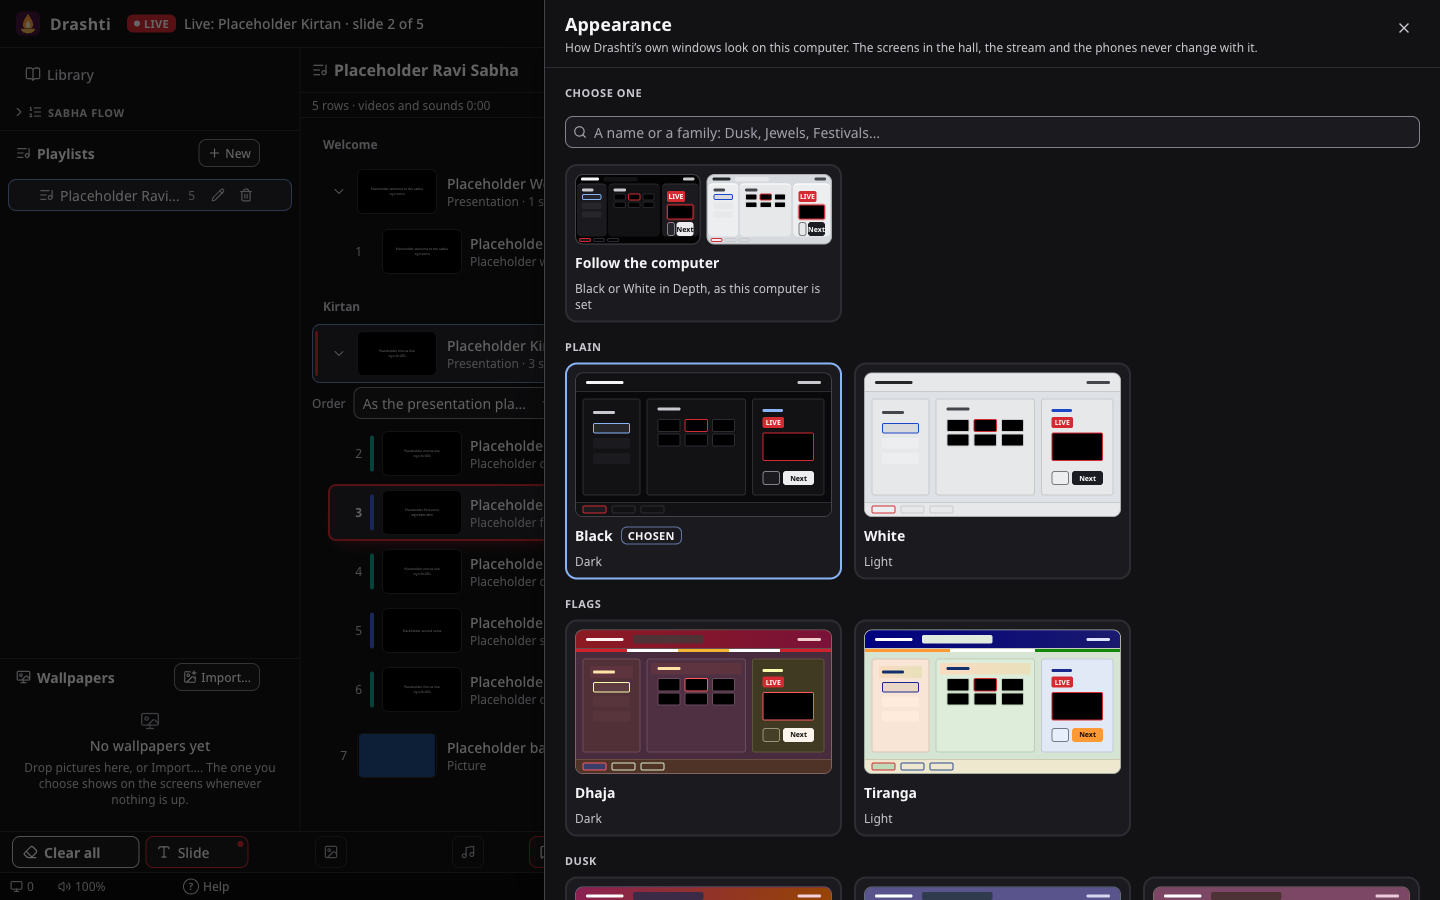 Drashti
LIVE
Live: Placeholder Kirtan · slide 2 of 5
Library
SABHA FLOW
Playlists
New
Placeholder Ravi...
5
Wallpapers
Import...
No wallpapers yet
Drop pictures here, or Import.... The one you
choose shows on the screens whenever
nothing is up.
Clear all
Slide
0
100%
Help
Placeholder Ravi Sabha
5 rows · videos and sounds 0:00
Welcome
Placeholder W
Presentation · 1 s
1
Placeholde
Placeholder w
Kirtan
Placeholder Ki
Presentation · 3 s
Order
As the presentation pla...
2
Placeholde
Placeholder c
3
Placeholde
Placeholder f
4
Placeholde
Placeholder c
5
Placeholde
Placeholder s
6
Placeholde
Placeholder c
7
Placeholder ba
Picture
Appearance
How Drashti’s own windows look on this computer. The screens in the hall, the stream and the phones never change with it.
CHOOSE ONE
A name or a family: Dusk, Jewels, Festivals...
LIVE
Next
LIVE
Next
Follow the computer
Black or White in Depth, as this computer is
set
PLAIN
LIVE
Next
Black
CHOSEN
Dark
LIVE
Next
White
Light
FLAGS
LIVE
Next
Dhaja
Dark
LIVE
Next
Tiranga
Light
DUSK